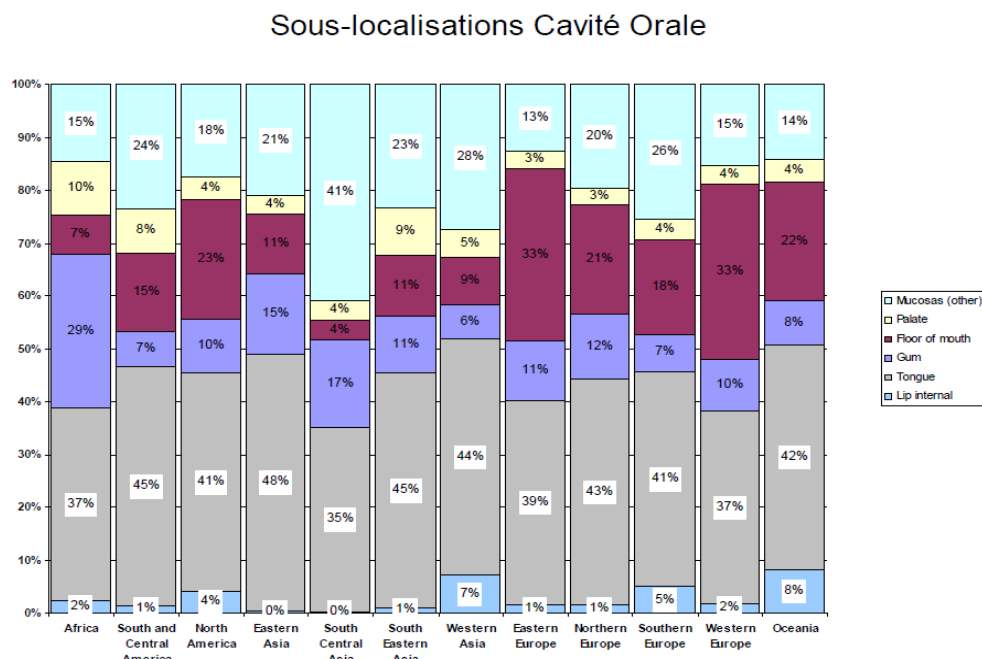 Sous-localisations Cavité Orale
100%
90%
80%
70%
60%
50%
40%
30%
20%
10%
0%
15% 24% 18% 21% 41% 23% 28% 13% 20% 26% 15% 14%
10% 8% 4% 4% 4% 9% 5% 3% 3% 4% 4% 4%
7% 15% 23% 11% 4% 11% 9% 33% 21% 18% 33% 22%
29% 7% 10% 15% 17% 11% 6% 11% 12% 7% 10% 8%
37% 45% 41% 48% 35% 45% 44% 39% 43% 41% 37% 42%
2% 1% 4% 0% 0% 1% 7% 1% 1% 5% 2% 8%
Africa
South and
Central
America
North
America
Eastern
Asia
South
Central
Asia
South
Eastern
Asia
Western
Asia
Eastern
Europe
Northern
Europe
Southern
Europe
Western
Europe
Oceania
Mucosas (other)
Palate
Floor of mouth
Gum
Tongue
Lip internal